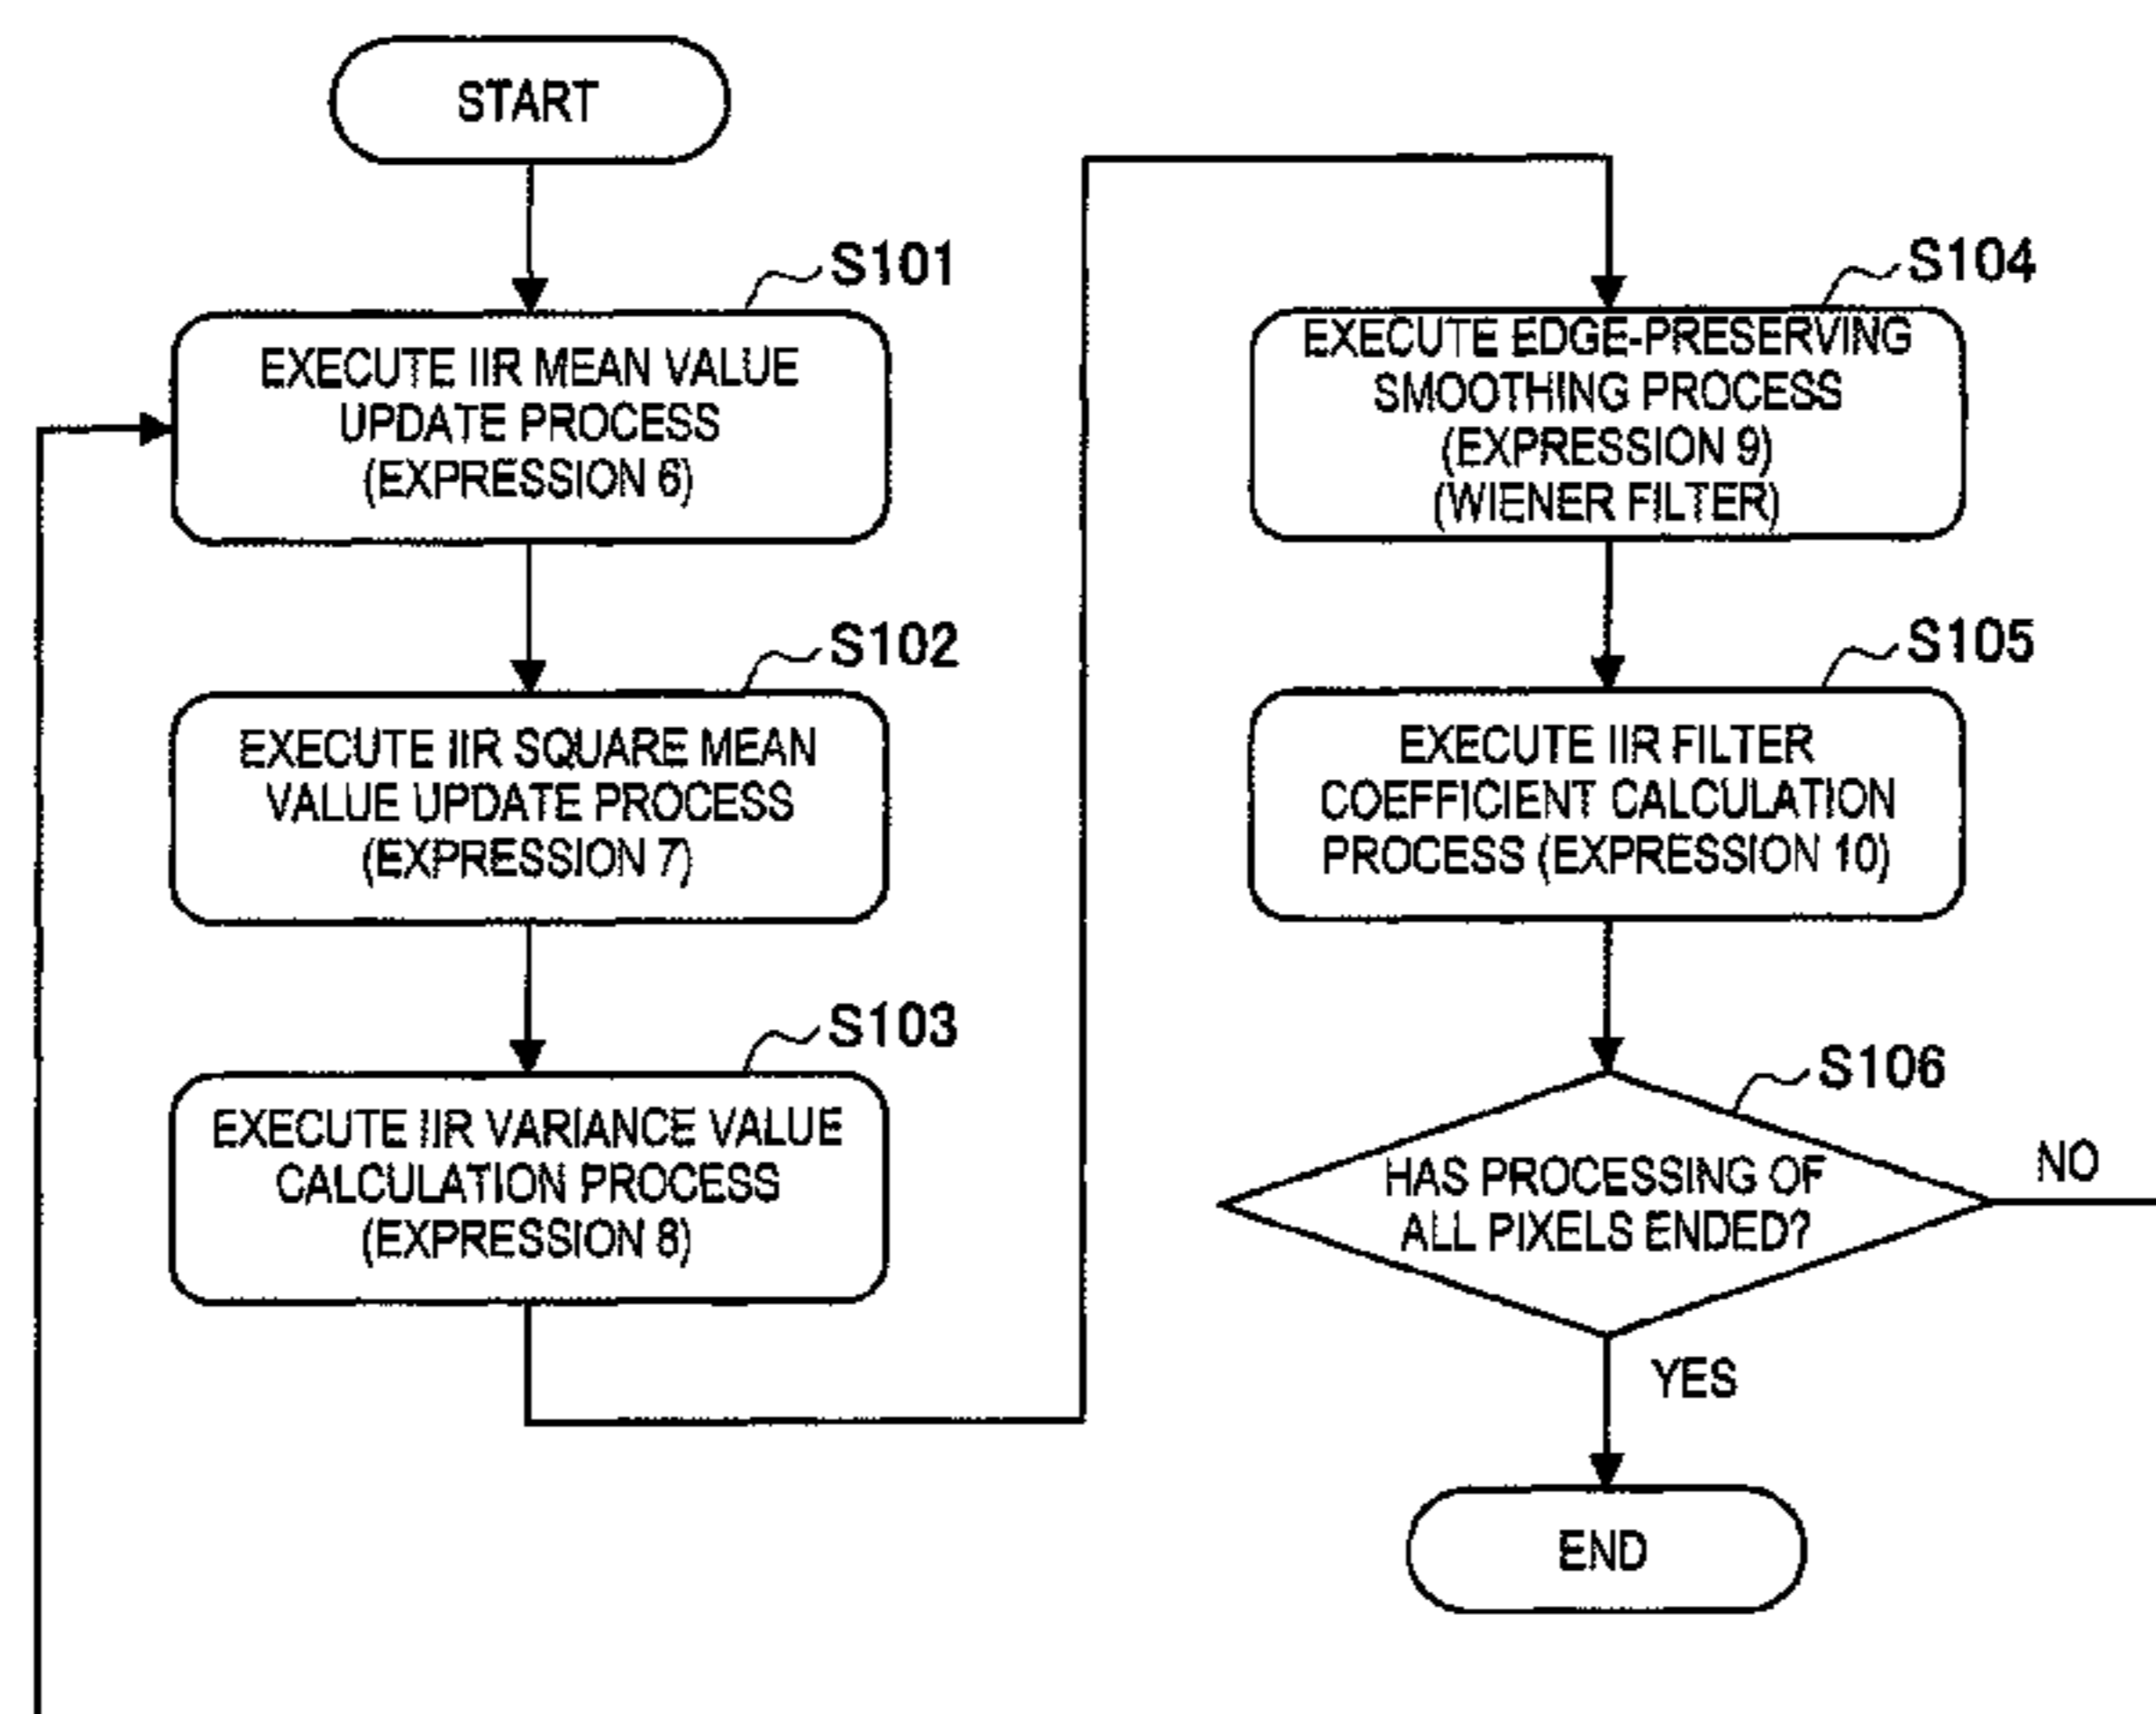 START
S101
EXECUTE IIR MEAN VALUE
UPDATE PROCESS
(EXPRESSION 6)
S102
EXECUTE IIR SQUARE MEAN
VALUE UPDATE PROCESS
(EXPRESSION 7)
S103
EXECUTE IIR VARIANCE VALUE
CALCULATION PROCESS
(EXPRESSION 8)
S104
EXECUTE EDGE-PRESERVING
SMOOTHING PROCESS
(EXPRESSION 9)
(WIENER FILTER)
S105
EXECUTE IIR FILTER
COEFFICIENT CALCULATION
PROCESS (EXPRESSION 10)
S106
HAS PROCESSING OF
ALL PIXELS ENDED?
NO
YES
END